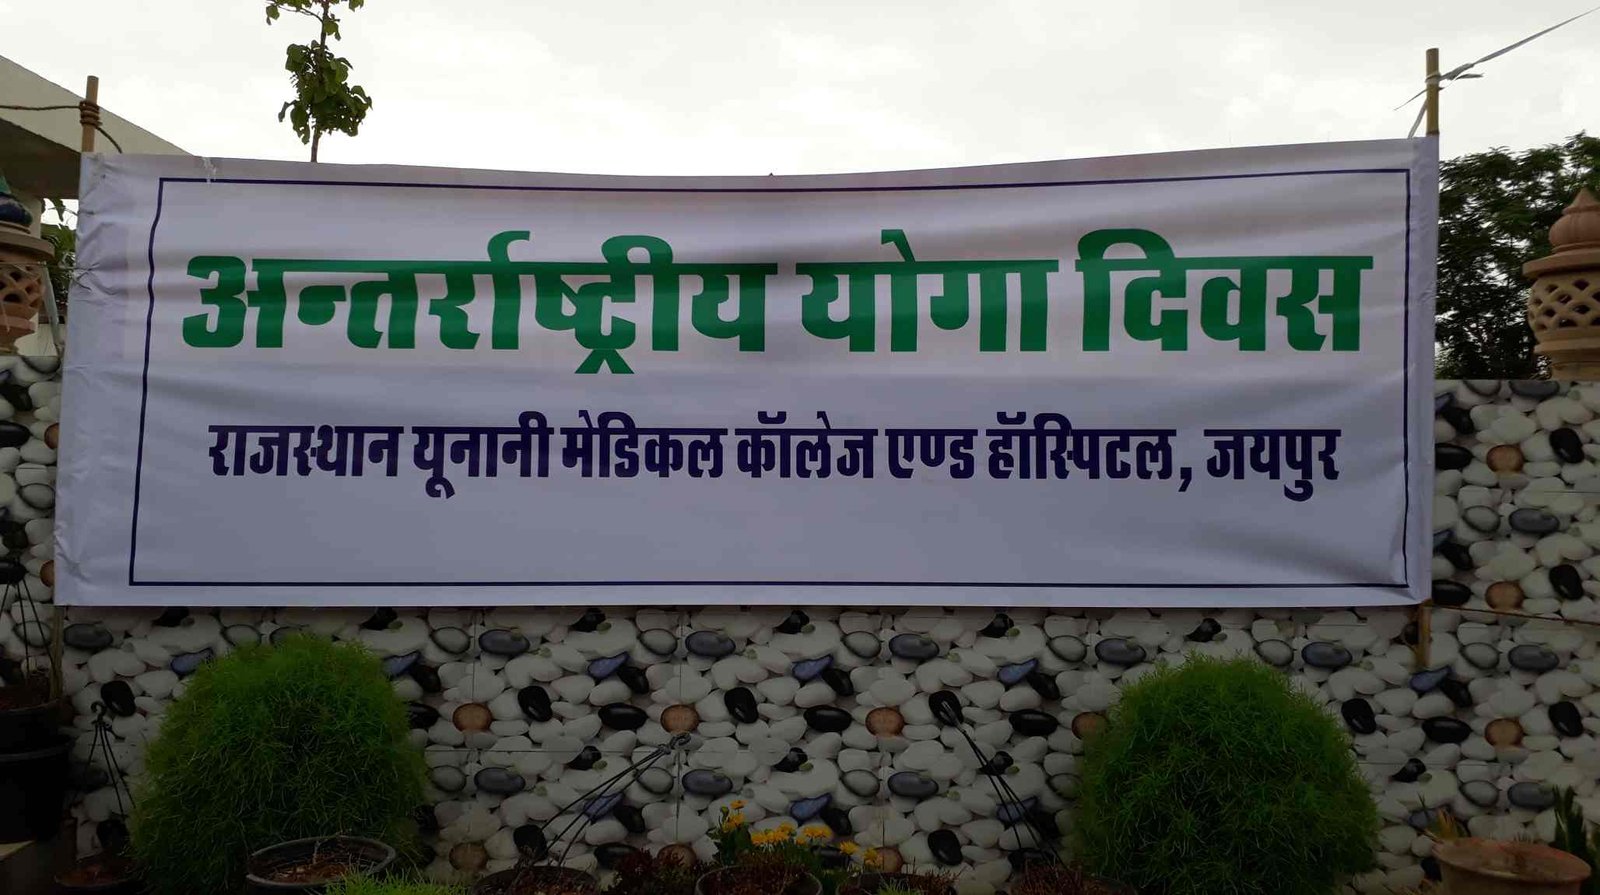 अन्तर्राष्ट्रीय योगा दिवस
राजस्थान यूनानी मेडिकल कॉलेज एण्ड हॉस्पिटल, जयपुर